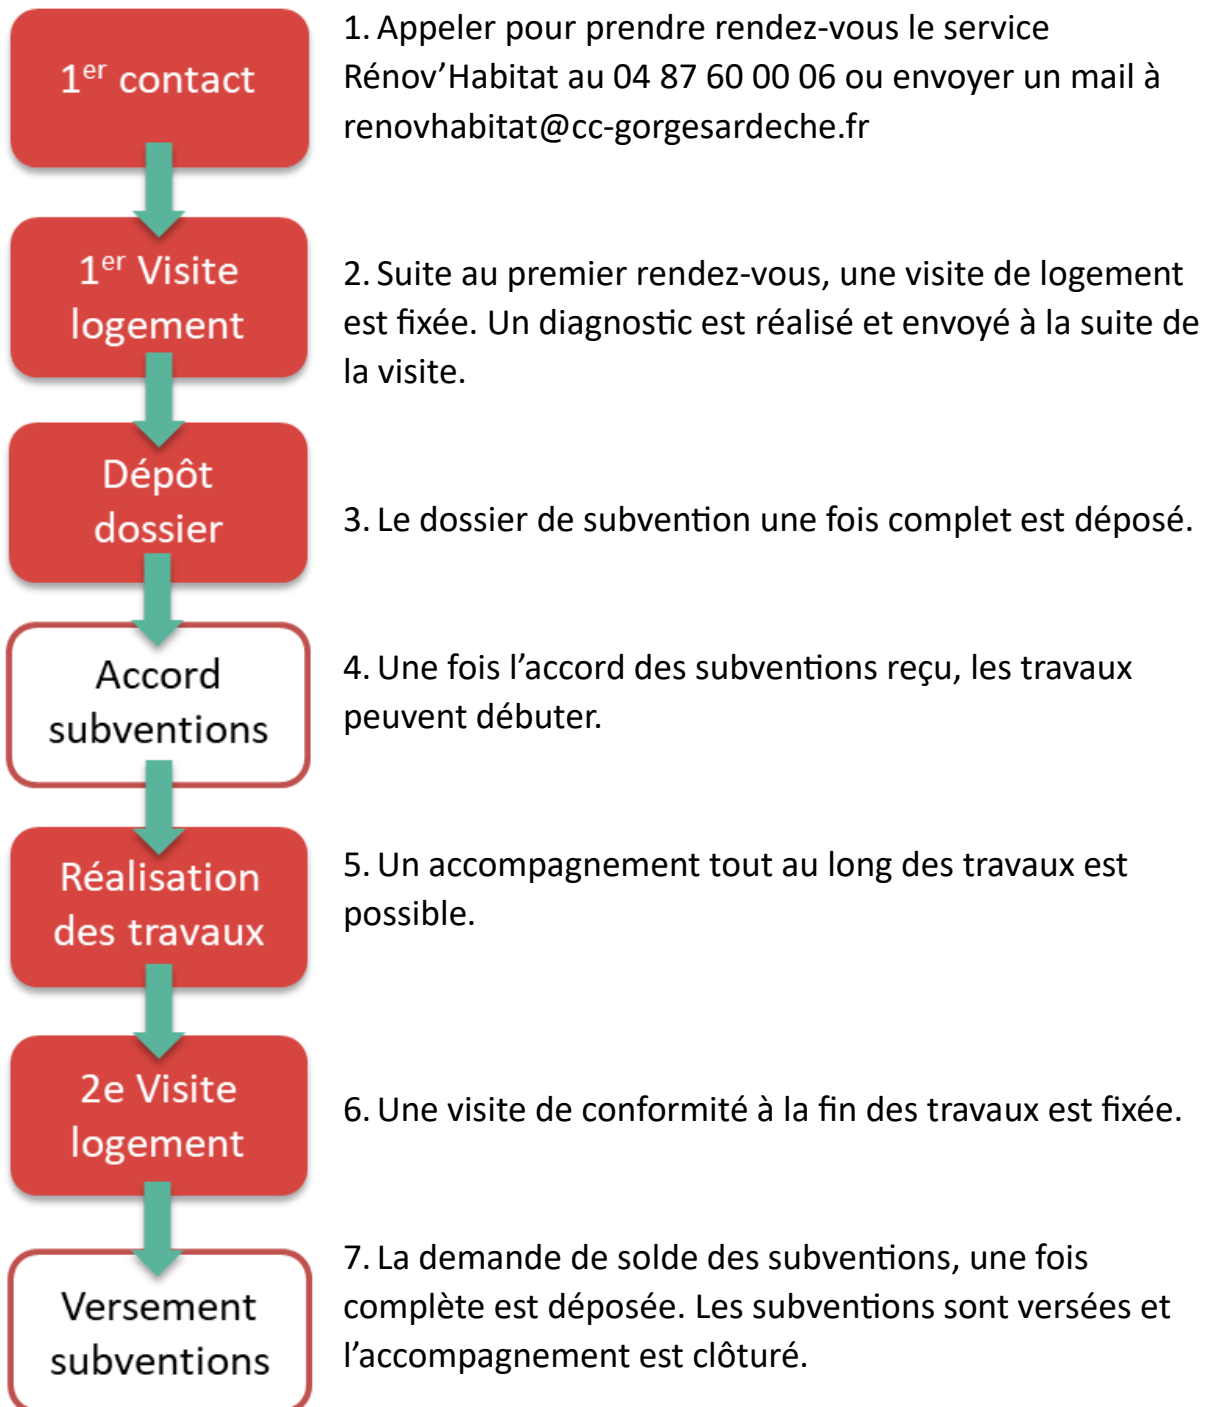 1er contact
1. Appeler pour prendre rendez-vous le service
Rénov’Habitat au 04 87 60 00 06 ou envoyer un mail à
renovhabitat@cc-gorgesardeche.fr
1er Visite
logement
2. Suite au premier rendez-vous, une visite de logement
est fixée. Un diagnostic est réalisé et envoyé à la suite de
la visite.
Dépôt
dossier
3. Le dossier de subvention une fois complet est déposé.
Accord
subventions
4. Une fois l’accord des subventions reçu, les travaux
peuvent débuter.
Réalisation
des travaux
5. Un accompagnement tout au long des travaux est
possible.
2e Visite
logement
6. Une visite de conformité à la fin des travaux est fixée.
Versement
subventions
7. La demande de solde des subventions, une fois
complète est déposée. Les subventions sont versées et
l’accompagnement est clôturé.